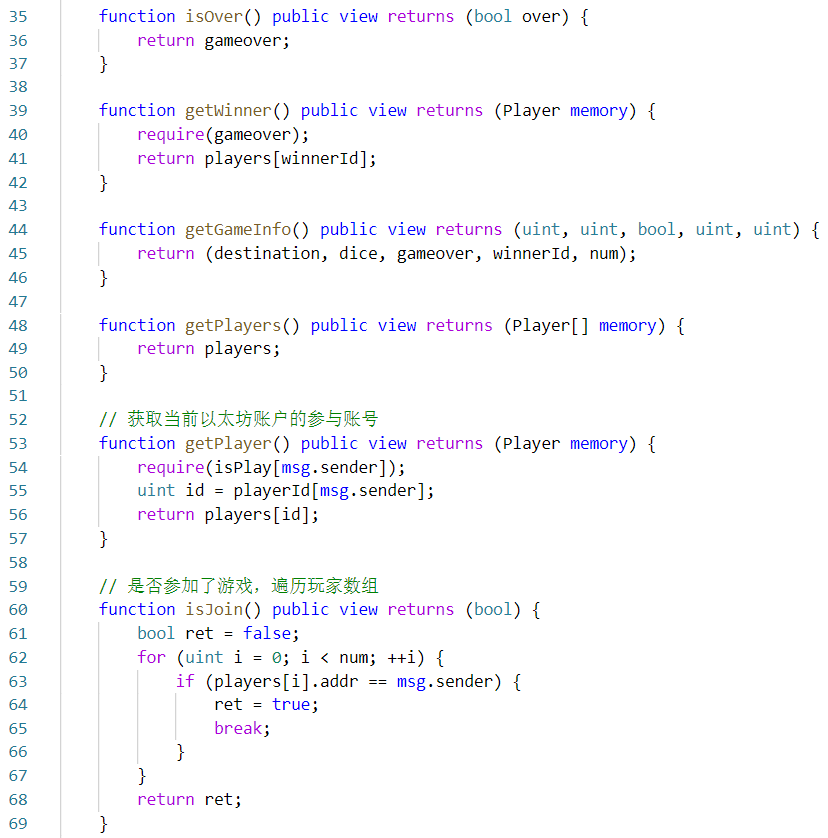 35 function isOver() public view returns (bool over) {
36 return gameover;
37 }
38
39 function getWinner() public view returns (Player memory) {
40 require(gameover);
41 return players[winnerId];
42 }
43
44 function getGameInfo() public view returns (uint, uint, bool, uint, uint) {
45 return (destination, dice, gameover, winnerId, num);
46 }
47
48 function getPlayers() public view returns (Player[] memory) {
49 return players;
50 }
51
52 // 获取当前以太坊账户的参与账号
53 function getPlayer() public view returns (Player memory) {
54 require(isPlay[msg.sender]);
55 uint id = playerId[msg.sender];
56 return players[id];
57 }
58
59 // 是否参加了游戏，遍历玩家数组
60 function isJoin() public view returns (bool) {
61 bool ret = false;
62 for (uint i = 0; i < num; ++i) {
63 if (players[i].addr == msg.sender) {
64 ret = true;
65 break;
66 }
67 }
68 return ret;
69 }